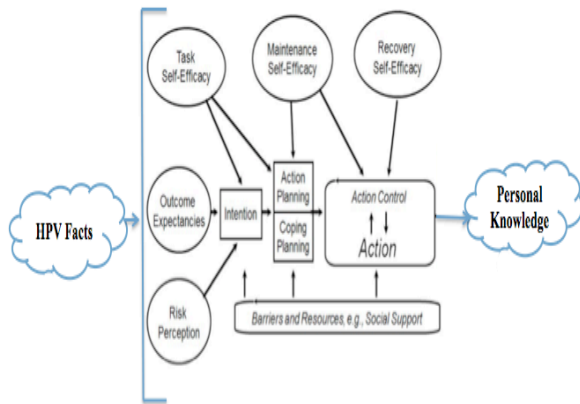 Task
Self-Efficacy
Maintenance
Self-Efficacy
Recovery
Self-Efficacy
HPV Facts
Outcome
Expectancies
Intention
Action
Planning
Coping
Planning
Action Control
Action
Personal
Knowledge
Risk
Perception
Barriers and Resources, e.g., Social Support